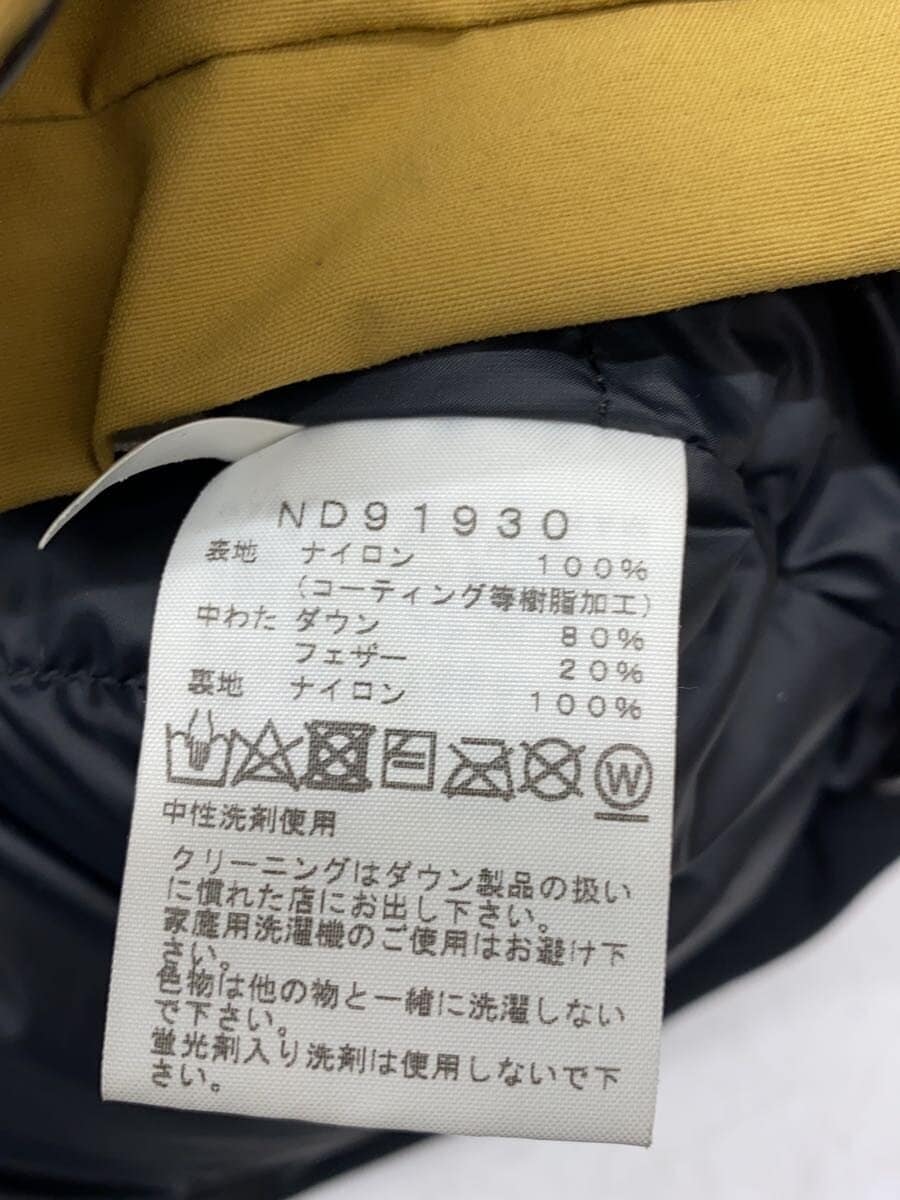 ND91930
表地 ナイロン 100%
(コーティング等樹脂加工)
中わた ダウン 80%
フェザー 20%
裏地 ナイロン 100%
W
中性洗剤使用
クリーニングはダウン製品の扱い
に慣れた店にお出し下さい。
家庭用洗濯機のご使用はお避け下
さい。
色物は他の物と一緒に洗濯しない
で下さい。
蛍光剤入り洗剤は使用しないで下
さい。